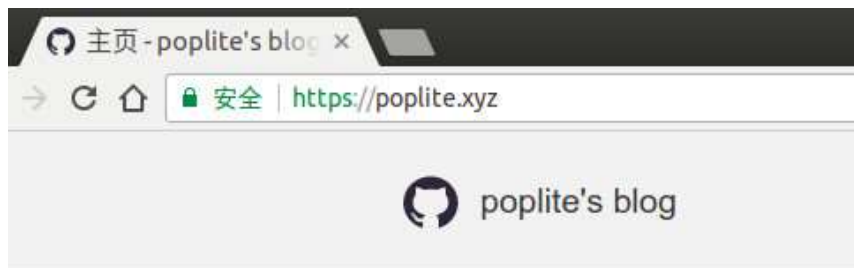 主页 - poplite's blog
安全 https://poplite.xyz
poplite's blog